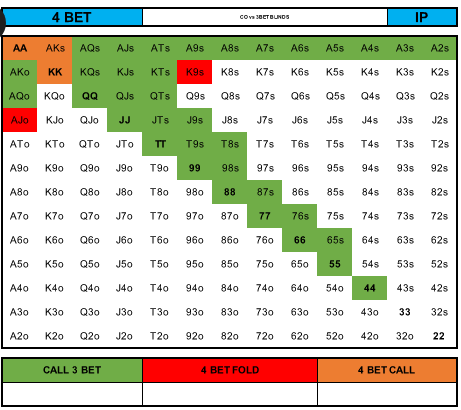 4 BET CO vs 3BET BLINDS IP
AA AKs AQs AJs ATs A9s A8s A7s A6s A5s A4s A3s A2s
AKo KK KQs KJs KTs K9s K8s K7s K6s K5s K4s K3s K2s
AQo KQo QQ QJs QTs Q9s Q8s Q7s Q6s Q5s Q4s Q3s Q2s
AJo KJo QJo JJ JTs J9s J8s J7s J6s J5s J4s J3s J2s
ATo KTo QTo JTo TT T9s T8s T7s T6s T5s T4s T3s T2s
A9o K9o Q9o J9o T9o 99 98s 97s 96s 95s 94s 93s 92s
A8o K8o Q8o J8o T8o 98o 88 87s 86s 85s 84s 83s 82s
A7o K7o Q7o J7o T7o 97o 87o 77 76s 75s 74s 73s 72s
A6o K6o Q6o J6o T6o 96o 86o 76o 66 65s 64s 63s 62s
A5o K5o Q5o J5o T5o 95o 85o 75o 65o 55 54s 53s 52s
A4o K4o Q4o J4o T4o 94o 84o 74o 64o 54o 44 43s 42s
A3o K3o Q3o J3o T3o 93o 83o 73o 63o 53o 43o 33 32s
A2o K2o Q2o J2o T2o 92o 82o 72o 62o 52o 42o 32o 22
CALL 3 BET 4 BET FOLD 4 BET CALL